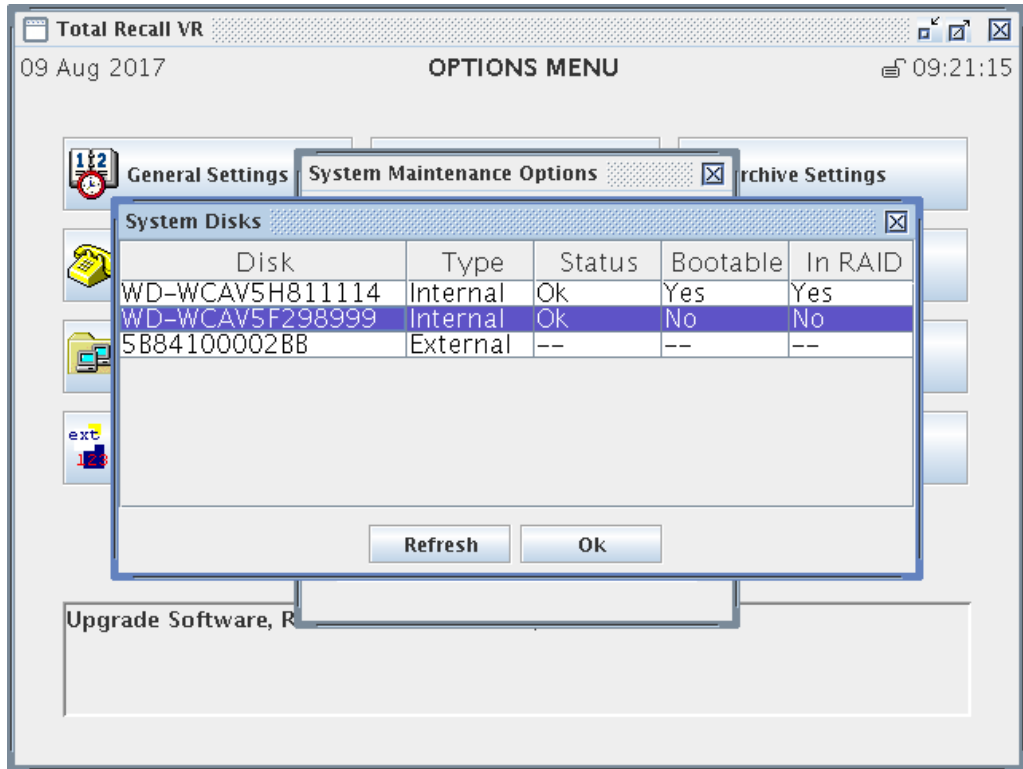 Total Recall VR
09 Aug 2017 OPTIONS MENU 09:21:15
General Settings System Maintenance Options rchive Settings
System Disks
Disk Type Status Bootable In RAID
WD-WCAV5H811114 Internal Ok Yes Yes
WD-WCAV5F298999 Internal Ok No No
5B84100002BB External -- -- --
ext
123
Refresh Ok
Upgrade Software, R